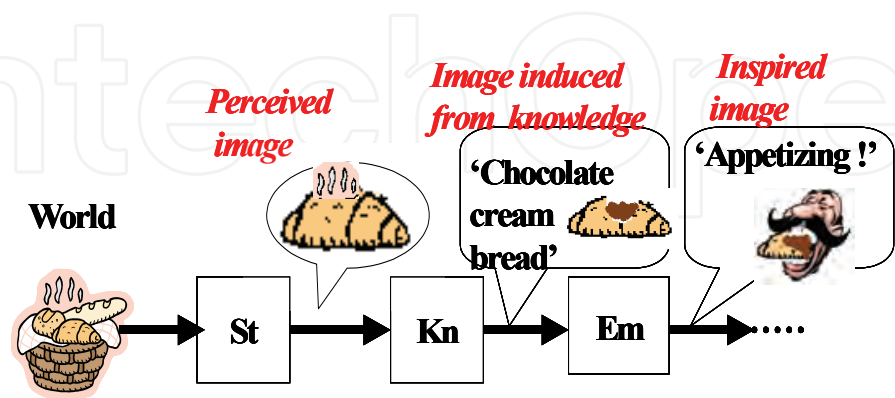 Perceived
image
Image induced
from knowledge
Inspired
image
World
‘Chocolate
cream
bread’
‘Appetizing !’
St
Kn
Em
.....